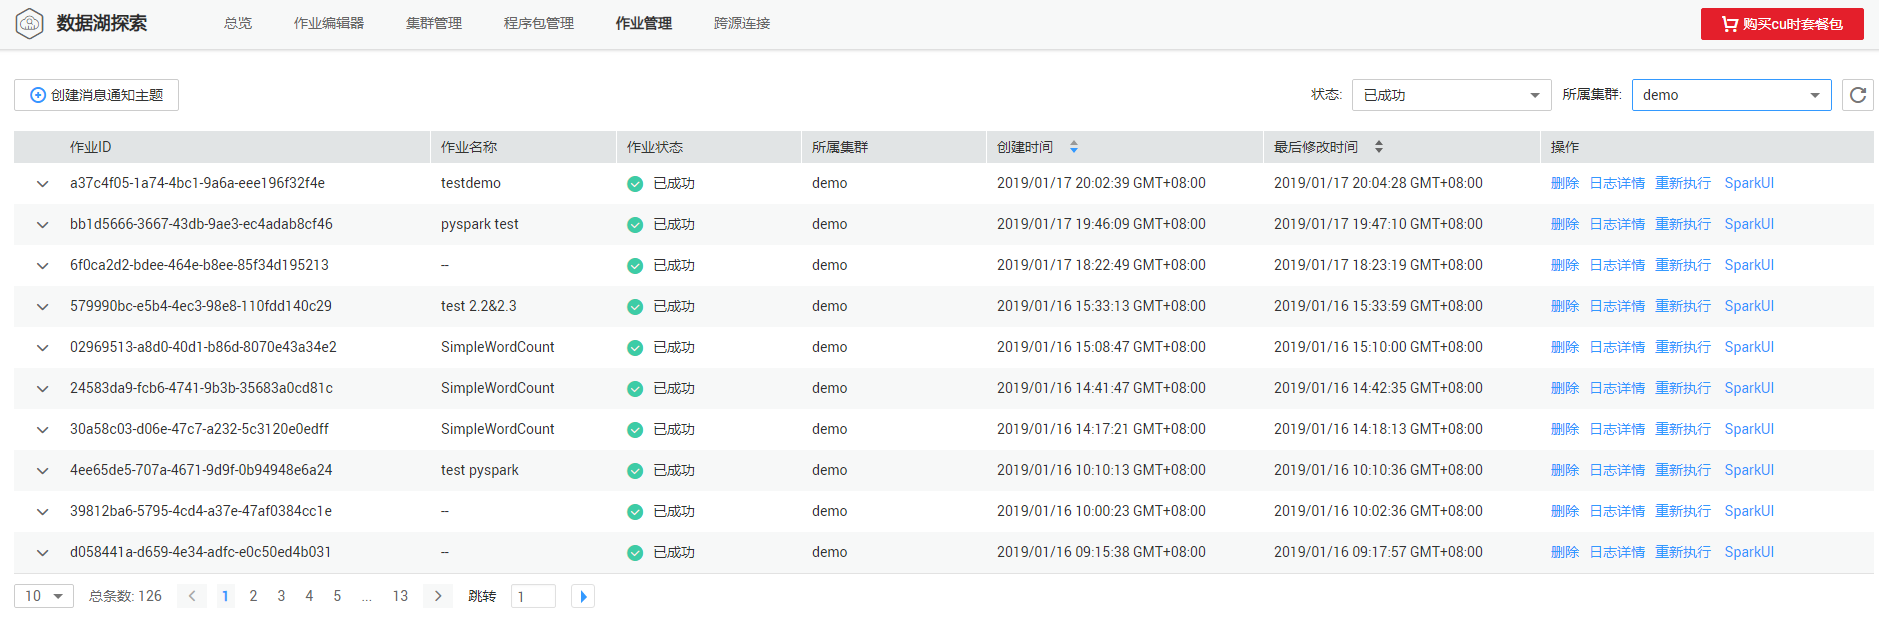 数据湖探索 总览 作业编辑器 集群管理 程序包管理 作业管理 跨源连接 购买cu时套餐包
创建消息通知主题 状态: 已成功 所属集群: demo
作业ID 作业名称 作业状态 所属集群 创建时间 最后修改时间 操作
a37c4f05-1a74-4bc1-9a6a-eee196f32f4e testdemo 已成功 demo 2019/01/17 20:02:39 GMT+08:00 2019/01/17 20:04:28 GMT+08:00 删除 日志详情 重新执行 SparkUI
bb1d5666-3667-43db-9ae3-ec4adab8cf46 pyspark test 已成功 demo 2019/01/17 19:46:09 GMT+08:00 2019/01/17 19:47:10 GMT+08:00 删除 日志详情 重新执行 SparkUI
6f0ca2d2-bdee-464e-b8ee-85f34d195213 -- 已成功 demo 2019/01/17 18:22:49 GMT+08:00 2019/01/17 18:23:19 GMT+08:00 删除 日志详情 重新执行 SparkUI
579990bc-e5b4-4ec3-98e8-110fdd140c29 test 2.2&2.3 已成功 demo 2019/01/16 15:33:13 GMT+08:00 2019/01/16 15:33:59 GMT+08:00 删除 日志详情 重新执行 SparkUI
02969513-a8d0-40d1-b86d-8070e43a34e2 SimpleWordCount 已成功 demo 2019/01/16 15:08:47 GMT+08:00 2019/01/16 15:10:00 GMT+08:00 删除 日志详情 重新执行 SparkUI
24583da9-fcb6-4741-9b3b-35683a0cd81c SimpleWordCount 已成功 demo 2019/01/16 14:41:47 GMT+08:00 2019/01/16 14:42:35 GMT+08:00 删除 日志详情 重新执行 SparkUI
30a58c03-d06e-47c7-a232-5c3120e0edff SimpleWordCount 已成功 demo 2019/01/16 14:17:21 GMT+08:00 2019/01/16 14:18:13 GMT+08:00 删除 日志详情 重新执行 SparkUI
4ee65de5-707a-4671-9d9f-0b94948e6a24 test pyspark 已成功 demo 2019/01/16 10:10:13 GMT+08:00 2019/01/16 10:10:36 GMT+08:00 删除 日志详情 重新执行 SparkUI
39812ba6-5795-4cd4-a37e-47af0384cc1e -- 已成功 demo 2019/01/16 10:00:23 GMT+08:00 2019/01/16 10:02:36 GMT+08:00 删除 日志详情 重新执行 SparkUI
d058441a-d659-4e34-adfc-e0c50ed4b031 -- 已成功 demo 2019/01/16 09:15:38 GMT+08:00 2019/01/16 09:17:57 GMT+08:00 删除 日志详情 重新执行 SparkUI
10 总条数: 126 < 1 2 3 4 5 ... 13 > 跳转 1